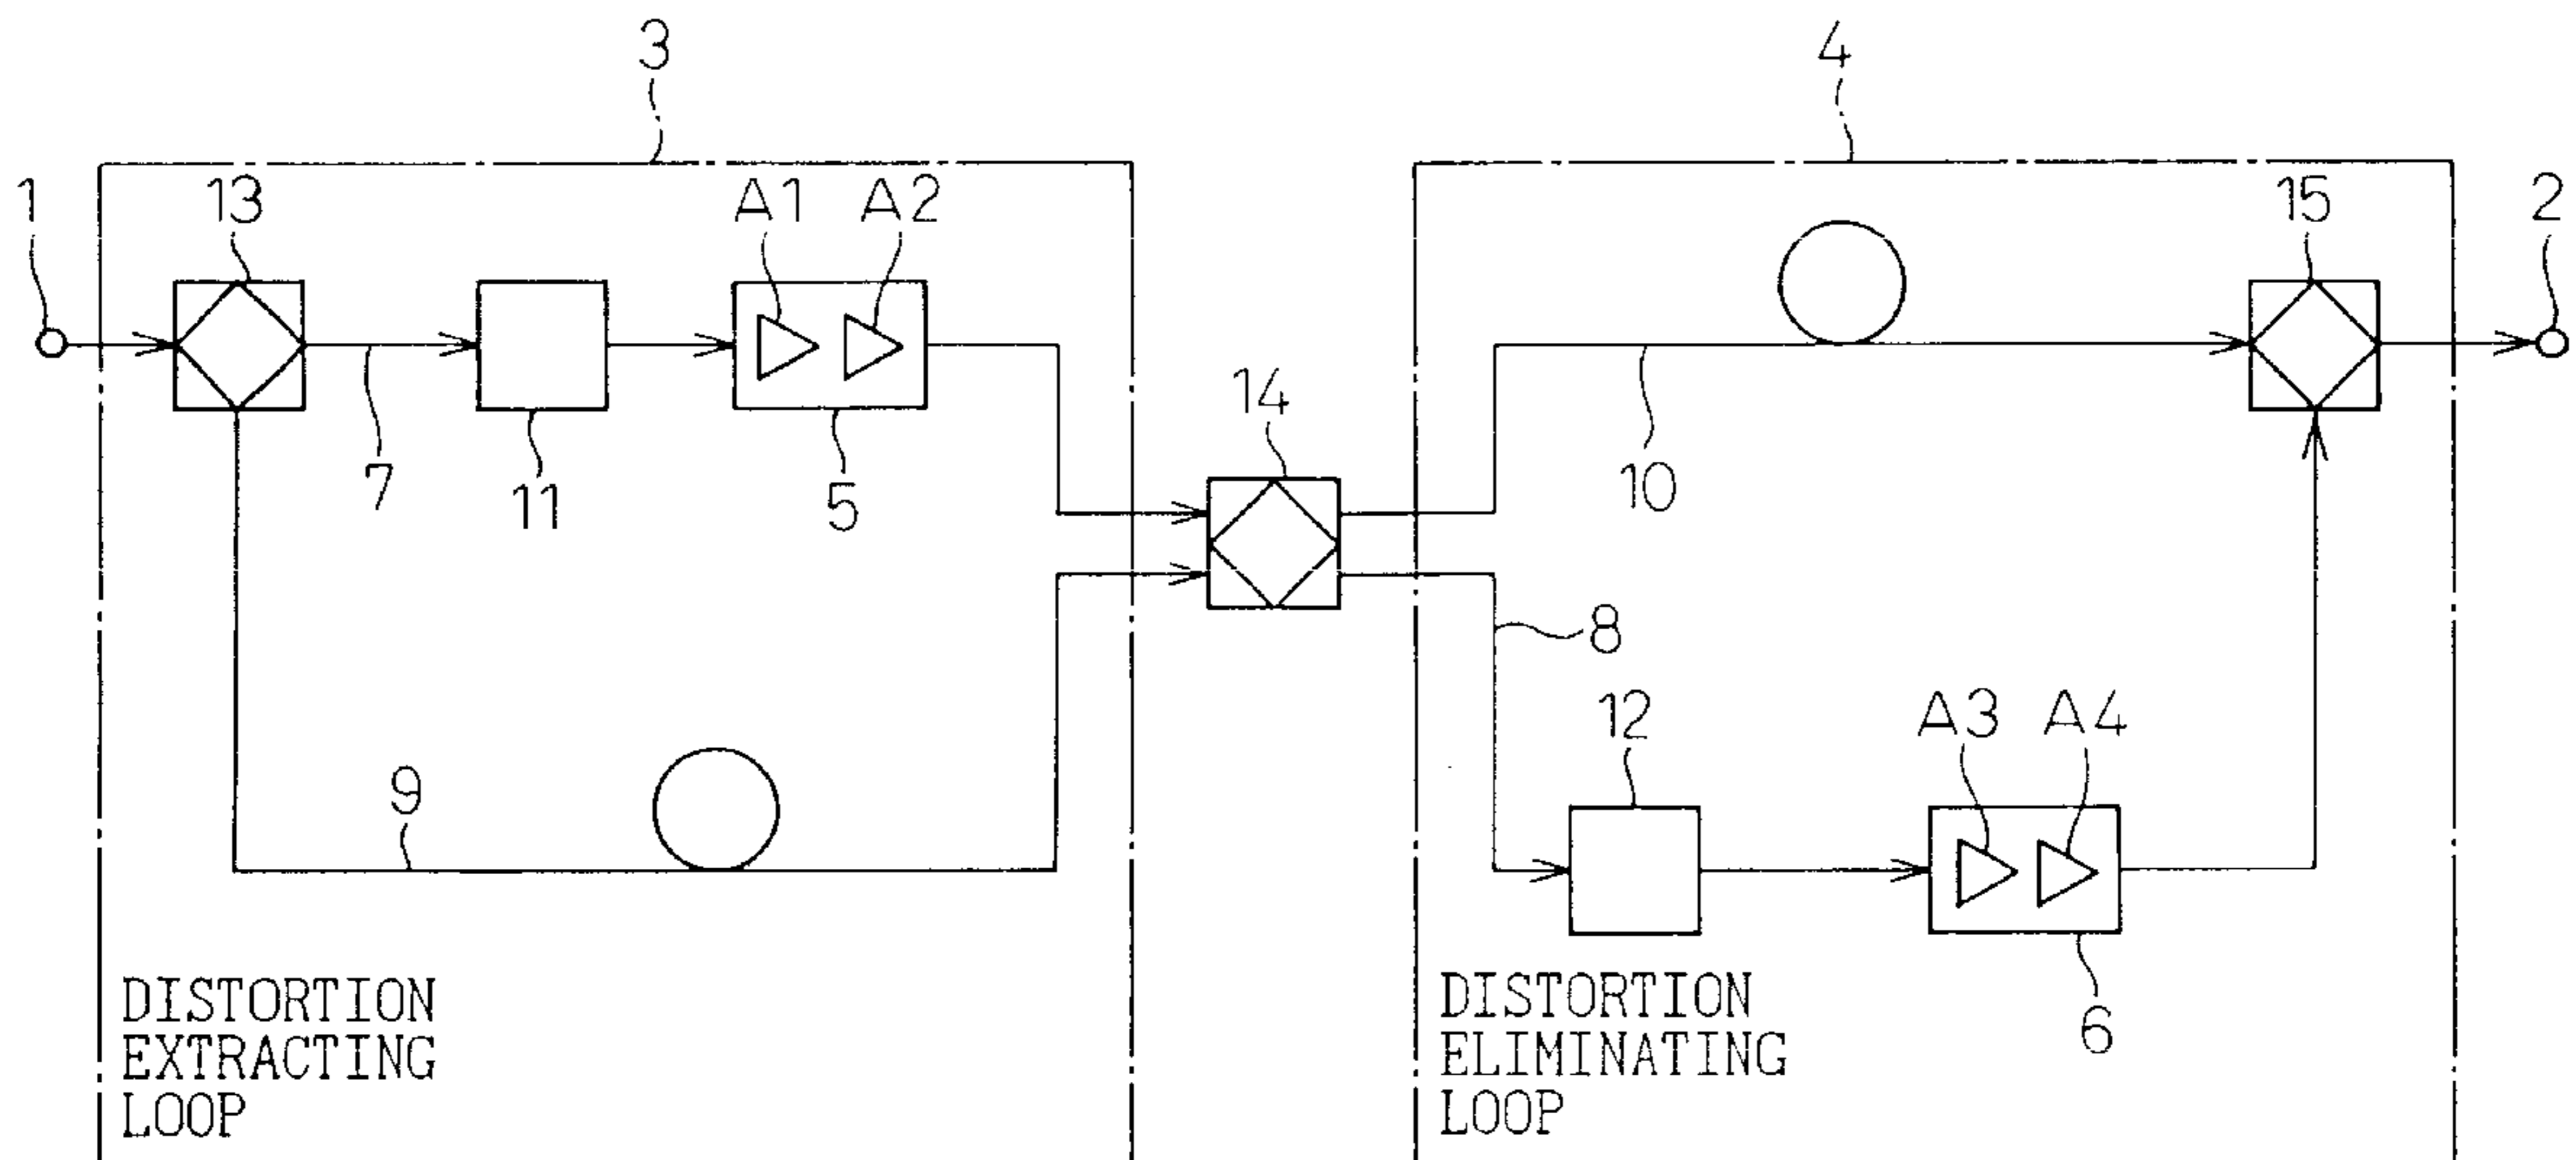 3
4
1
13
A1
A2
15
2
7
11
5
14
10
8
9
12
A3
A4
6
DISTORTION
EXTRACTING
LOOP
DISTORTION
ELIMINATING
LOOP